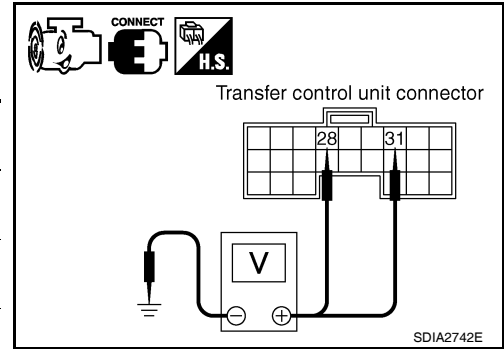 CONNECT
H.S.
Transfer control unit connector
28 31
V
− +
SDIA2742E